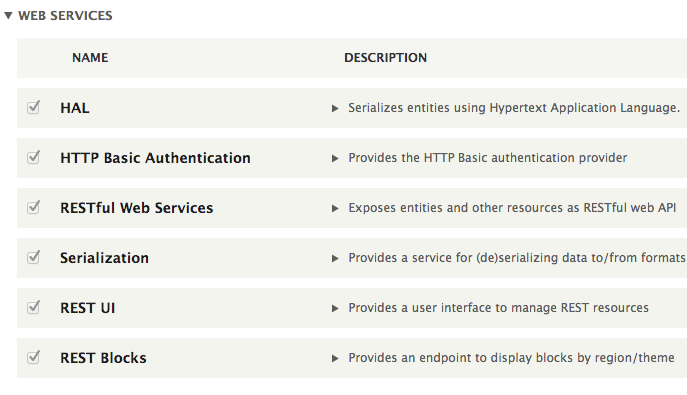 WEB SERVICES
NAME DESCRIPTION
HAL Serializes entities using Hypertext Application Language.
HTTP Basic Authentication Provides the HTTP Basic authentication provider
RESTful Web Services Exposes entities and other resources as RESTful web API
Serialization Provides a service for (de)serializing data to/from formats
REST UI Provides a user interface to manage REST resources
REST Blocks Provides an endpoint to display blocks by region/theme